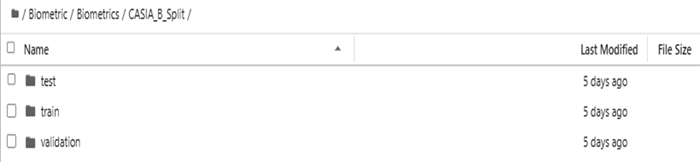 / Biometric / Biometrics / CASIA_B_Split /
Name Last Modified File Size
test 5 days ago
train 5 days ago
validation 5 days ago